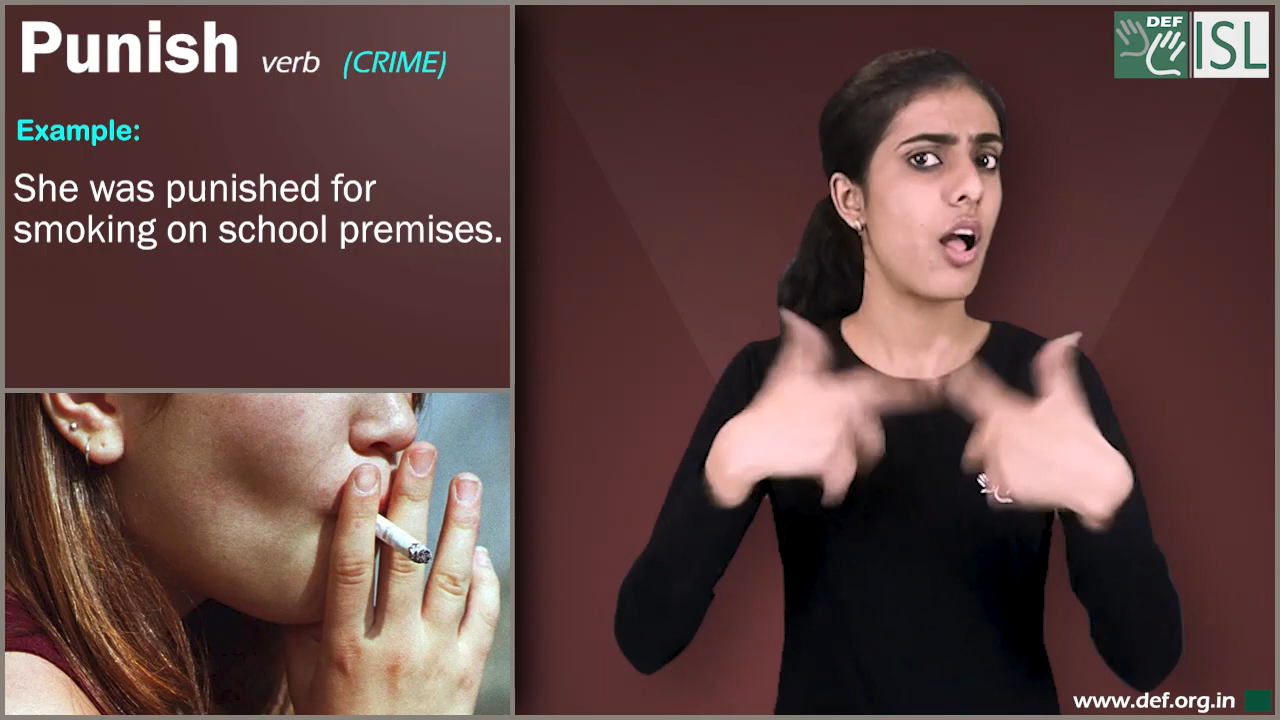 Punish verb (CRIME)
Example:
She was punished for
smoking on school premises.
DEF
ISL
www.def.org.in